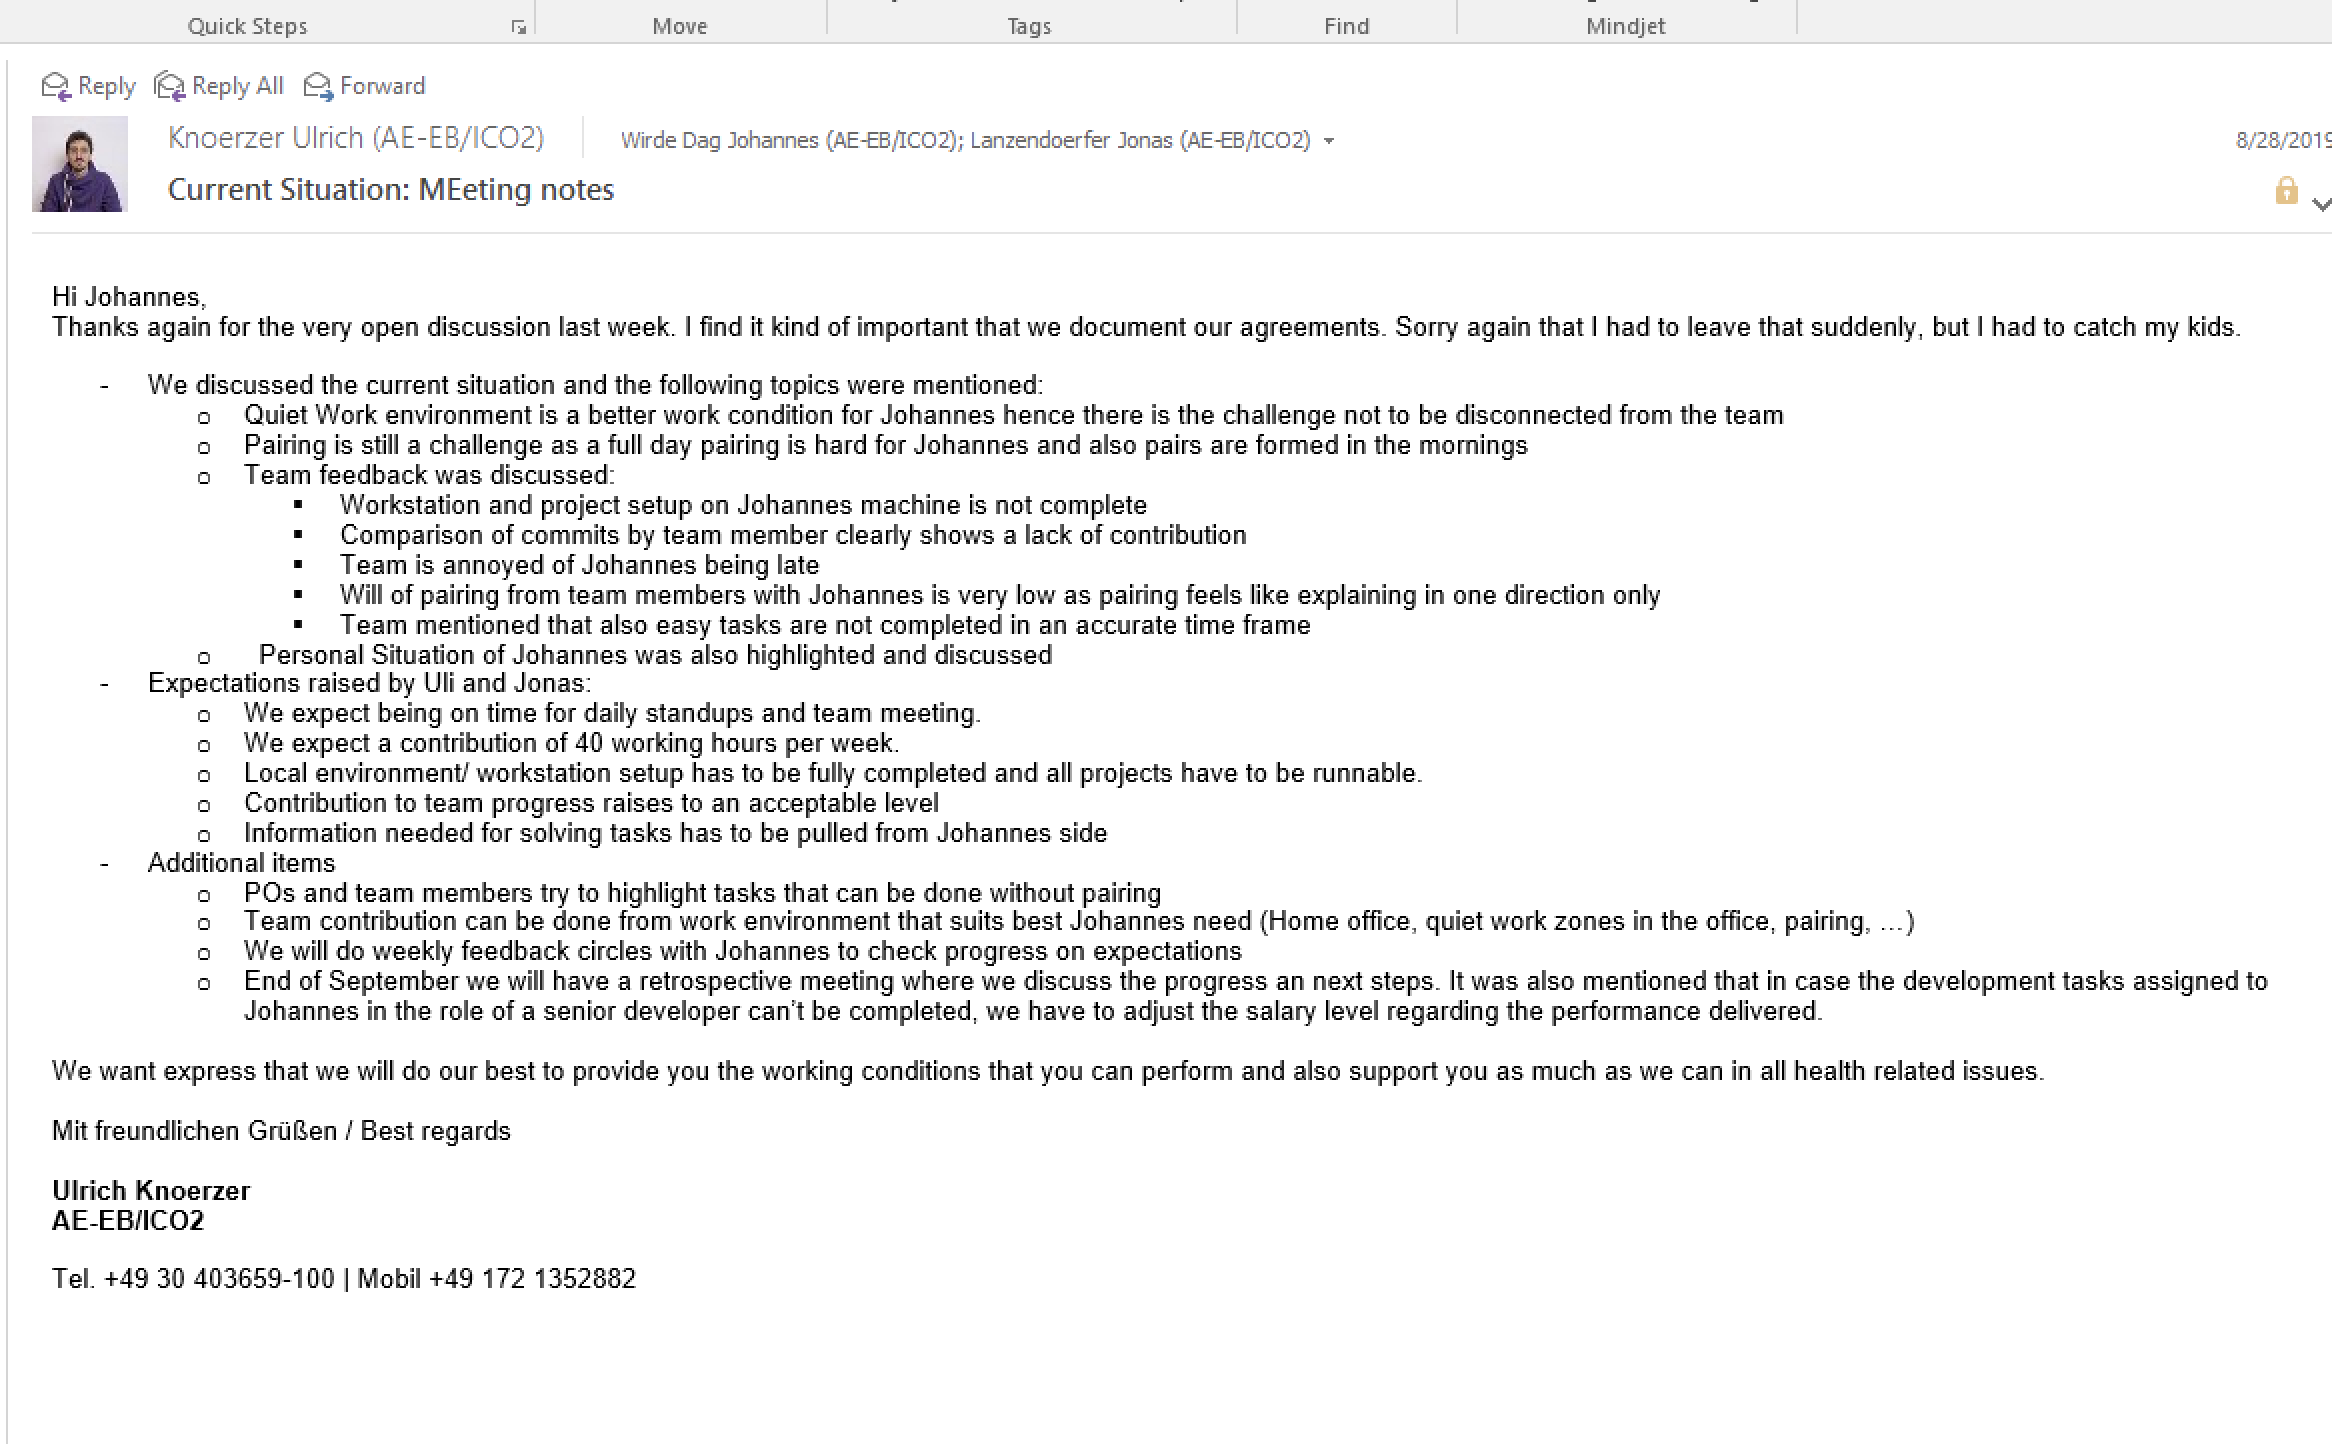 Quick Steps Move Tags Find Mindjet
Reply Reply All Forward
Knoerzer Ulrich (AE-EB/ICO2) Wirde Dag Johannes (AE-EB/ICO2); Lanzendoerfer Jonas (AE-EB/ICO2) 8/28/2019
Current Situation: MEeting notes
Hi Johannes,
Thanks again for the very open discussion last week. I find it kind of important that we document our agreements. Sorry again that I had to leave that suddenly, but I had to catch my kids.
- We discussed the current situation and the following topics were mentioned:
o Quiet Work environment is a better work condition for Johannes hence there is the challenge not to be disconnected from the team
o Pairing is still a challenge as a full day pairing is hard for Johannes and also pairs are formed in the mornings
o Team feedback was discussed:
▪ Workstation and project setup on Johannes machine is not complete
▪ Comparison of commits by team member clearly shows a lack of contribution
▪ Team is annoyed of Johannes being late
▪ Will of pairing from team members with Johannes is very low as pairing feels like explaining in one direction only
▪ Team mentioned that also easy tasks are not completed in an accurate time frame
o Personal Situation of Johannes was also highlighted and discussed
- Expectations raised by Uli and Jonas:
o We expect being on time for daily standups and team meeting.
o We expect a contribution of 40 working hours per week.
o Local environment/ workstation setup has to be fully completed and all projects have to be runnable.
o Contribution to team progress raises to an acceptable level
o Information needed for solving tasks has to be pulled from Johannes side
- Additional items
o POs and team members try to highlight tasks that can be done without pairing
o Team contribution can be done from work environment that suits best Johannes need (Home office, quiet work zones in the office, pairing, ...)
o We will do weekly feedback circles with Johannes to check progress on expectations
o End of September we will have a retrospective meeting where we discuss the progress an next steps. It was also mentioned that in case the development tasks assigned to
Johannes in the role of a senior developer can't be completed, we have to adjust the salary level regarding the performance delivered.
We want express that we will do our best to provide you the working conditions that you can perform and also support you as much as we can in all health related issues.
Mit freundlichen Grüßen / Best regards
Ulrich Knoerzer
AE-EB/ICO2
Tel. +49 30 403659-100 | Mobil +49 172 1352882